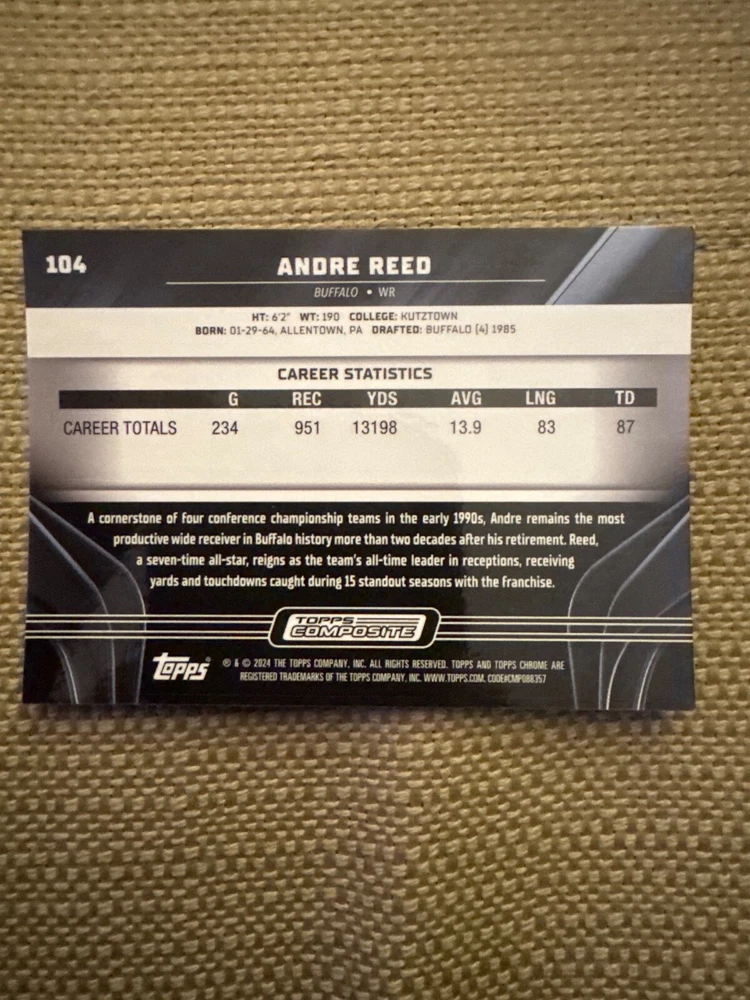 104
ANDRE REED
BUFFALO • WR
HT: 6'2" WT: 190 COLLEGE: KUTZTOWN
BORN: 01-29-64, ALLENTOWN, PA DRAFTED: BUFFALO (4) 1985
CAREER STATISTICS
G REC YDS AVG LNG TD
CAREER TOTALS 234 951 13198 13.9 83 87
A cornerstone of four conference championship teams in the early 1990s, Andre remains the most
productive wide receiver in Buffalo history more than two decades after his retirement. Reed,
a seven-time all-star, reigns as the team's all-time leader in receptions, receiving
yards and touchdowns caught during 15 standout seasons with the franchise.
TOPPS
COMPOSITE
topps ® & © 2024 THE TOPPS COMPANY, INC. ALL RIGHTS RESERVED. TOPPS AND TOPPS CHROME ARE
REGISTERED TRADEMARKS OF THE TOPPS COMPANY, INC. WWW.TOPPS.COM. CODE#CMP088357